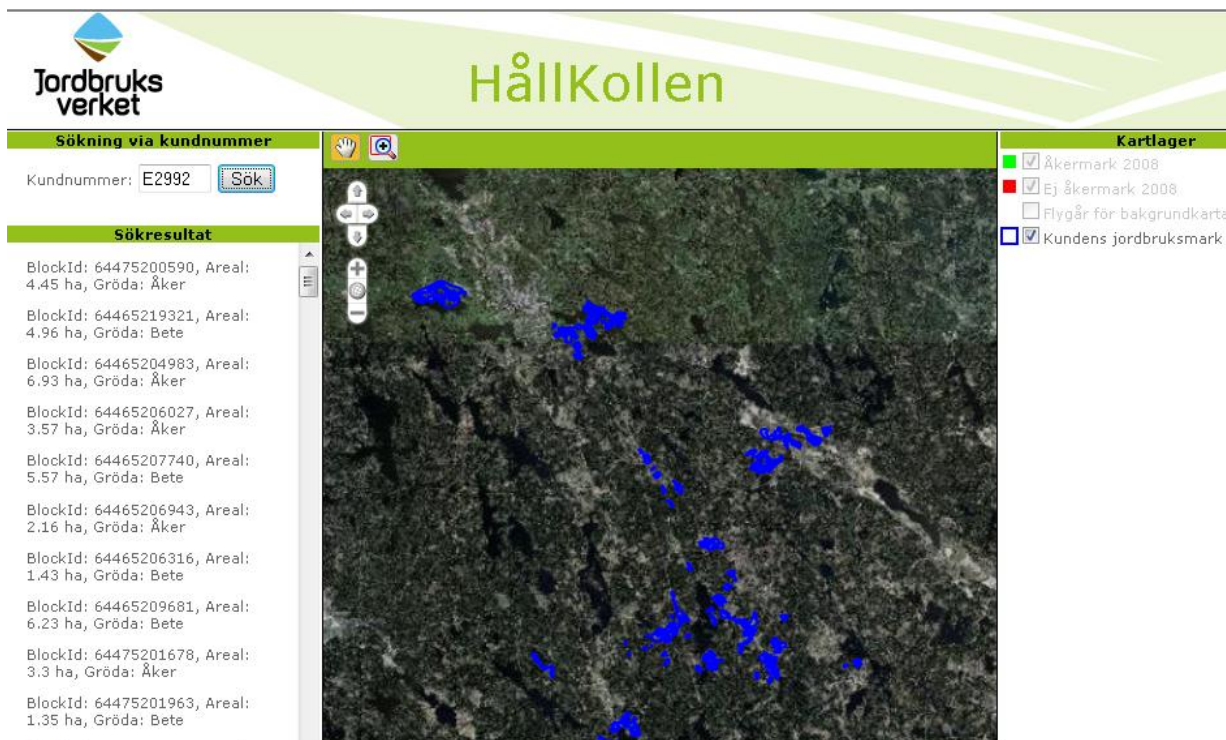 Jordbruks
verket
HållKollen
Sökning via kundnummer
Kundnummer: E2992 Sök
Sökresultat
BlockId: 64475200590, Areal:
4.45 ha, Gröda: Åker
BlockId: 64465219321, Areal:
4.96 ha, Gröda: Bete
BlockId: 64465204983, Areal:
6.93 ha, Gröda: Åker
BlockId: 64465206027, Areal:
3.57 ha, Gröda: Åker
BlockId: 64465207740, Areal:
5.57 ha, Gröda: Bete
BlockId: 64465206943, Areal:
2.16 ha, Gröda: Åker
BlockId: 64465206316, Areal:
1.43 ha, Gröda: Bete
BlockId: 64465209681, Areal:
6.23 ha, Gröda: Bete
BlockId: 64475201678, Areal:
3.3 ha, Gröda: Åker
BlockId: 64475201963, Areal:
1.35 ha, Gröda: Bete
Kartlager
Åkermark 2008
Ej åkermark 2008
Flygår för bakgrundkarta
Kundens jordbruksmark